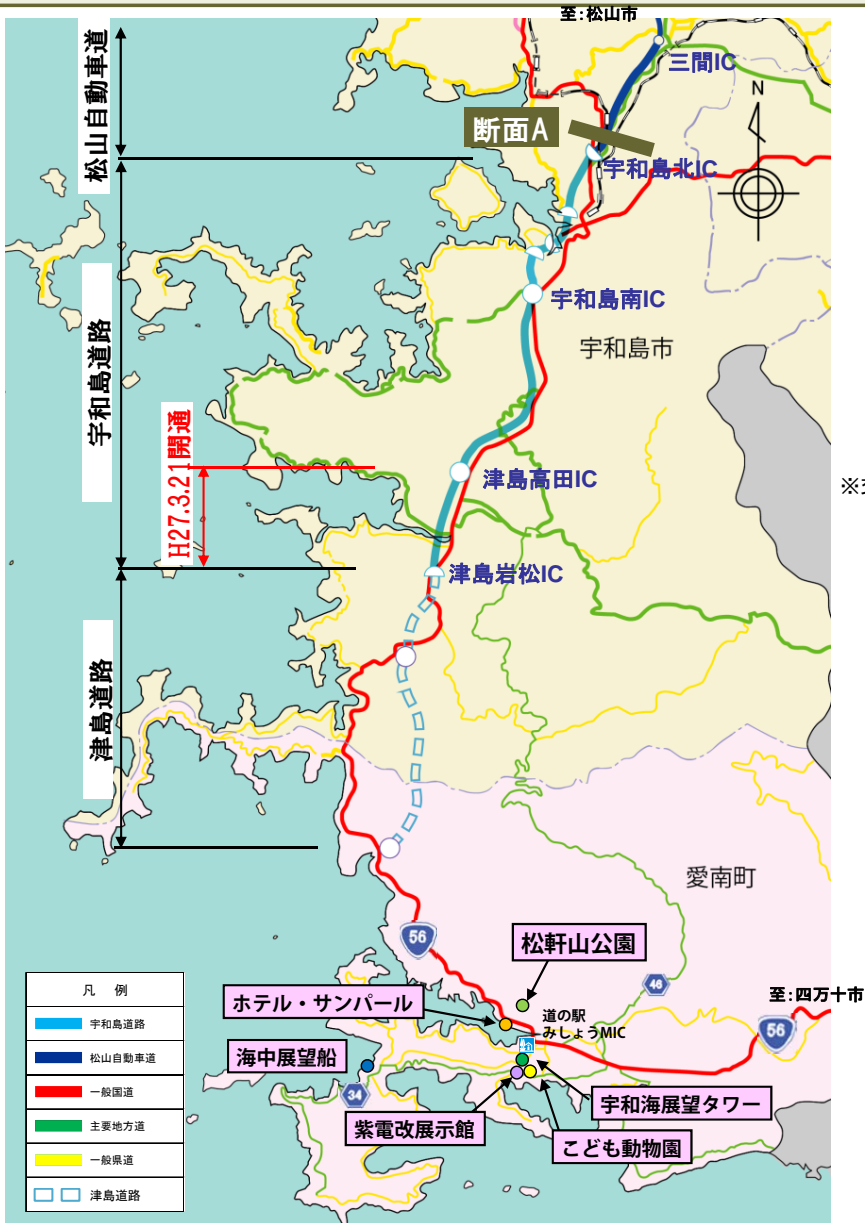 至：松山市
松山自動車道
三間IC
N
断面A
宇和島北IC
宇和島道路
宇和島南IC
宇和島市
H27.3.21開通
津島高田IC
※
津島岩松IC
津島道路
愛南町
56
松軒山公園
46
凡 例
宇和島道路
松山自動車道
一般国道
主要地方道
一般県道
津島道路
ホテル・サンパール
道の駅
みしょうMIC
至：四万十市
56
海中展望船
34
宇和海展望タワー
紫電改展示館
こども動物園